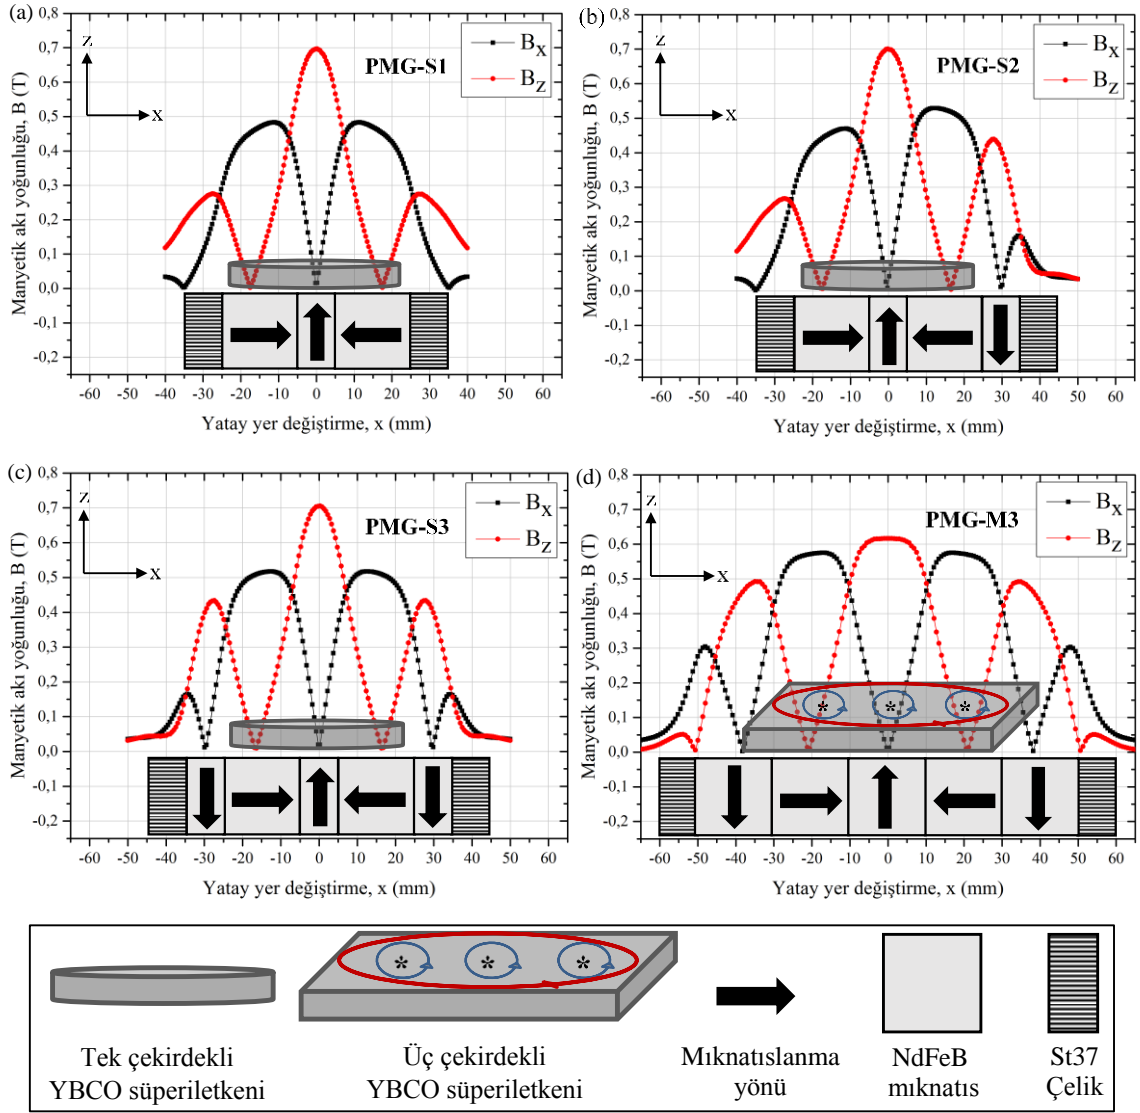 (a)
0,8
0,7
0,6
0,5
0,4
0,3
0,2
0,1
0,0
-0,1
-0,2
Manyetik akı yoğunluğu, B (T)
z
x
PMG-S1
B_X
B_Z
-60 -50 -40 -30 -20 -10 0 10 20 30 40 50 60
Yatay yer değiştirme, x (mm)
(b)
0,8
0,7
0,6
0,5
0,4
0,3
0,2
0,1
0,0
-0,1
-0,2
Manyetik akı yoğunluğu, B (T)
z
x
PMG-S2
B_X
B_Z
-60 -50 -40 -30 -20 -10 0 10 20 30 40 50 60
Yatay yer değiştirme, x (mm)
(c)
0,8
0,7
0,6
0,5
0,4
0,3
0,2
0,1
0,0
-0,1
-0,2
Manyetik akı yoğunluğu, B (T)
z
x
PMG-S3
B_X
B_Z
-60 -50 -40 -30 -20 -10 0 10 20 30 40 50 60
Yatay yer değiştirme, x (mm)
(d)
0,8
0,7
0,6
0,5
0,4
0,3
0,2
0,1
0,0
-0,1
-0,2
Manyetik akı yoğunluğu, B (T)
z
x
PMG-M3
B_X
B_Z
* * *
-60 -50 -40 -30 -20 -10 0 10 20 30 40 50 60
Yatay yer değiştirme, x (mm)
* * *
Tek çekirdekli
YBCO süperiletkeni
Üç çekirdekli
YBCO süperiletkeni
Mıknatıslanma
yönü
NdFeB
mıknatıs
St37
Çelik